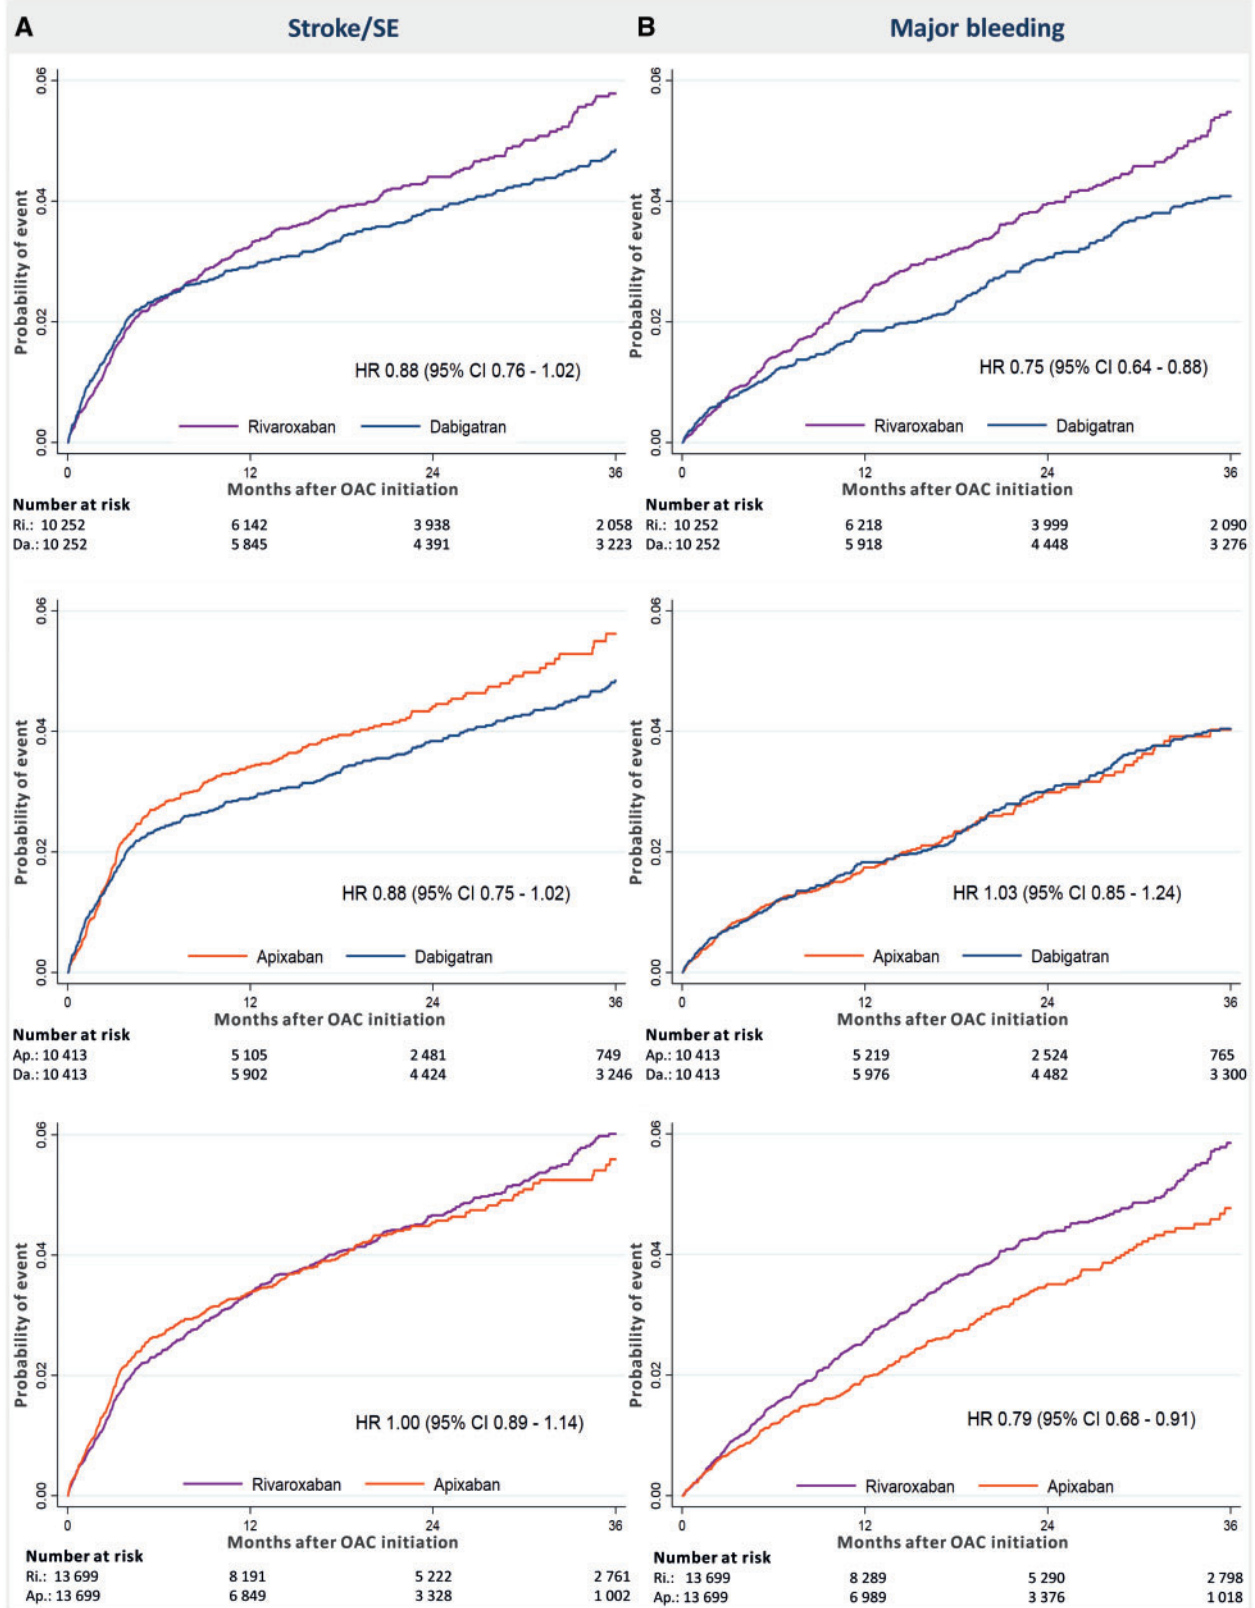 A Stroke/SE B Major bleeding
0.06
0.04
0.02
0.00
Probability of event
HR 0.88 (95% CI 0.76 - 1.02)
Rivaroxaban Dabigatran
0 12 24 36
Months after OAC initiation
Number at risk
Ri.: 10 252 6 142 3 938 2 058
Da.: 10 252 5 845 4 391 3 223
0.06
0.04
0.02
0.00
Probability of event
HR 0.75 (95% CI 0.64 - 0.88)
Rivaroxaban Dabigatran
0 12 24 36
Months after OAC initiation
Number at risk
Ri.: 10 252 6 218 3 999 2 090
Da.: 10 252 5 918 4 448 3 276
0.06
0.04
0.02
0.00
Probability of event
HR 0.88 (95% CI 0.75 - 1.02)
Apixaban Dabigatran
0 12 24 36
Months after OAC initiation
Number at risk
Ap.: 10 413 5 105 2 481 749
Da.: 10 413 5 902 4 424 3 246
0.06
0.04
0.02
0.00
Probability of event
HR 1.03 (95% CI 0.85 - 1.24)
Apixaban Dabigatran
0 12 24 36
Months after OAC initiation
Number at risk
Ap.: 10 413 5 219 2 524 765
Da.: 10 413 5 976 4 482 3 300
0.06
0.04
0.02
0.00
Probability of event
HR 1.00 (95% CI 0.89 - 1.14)
Rivaroxaban Apixaban
0 12 24 36
Months after OAC initiation
Number at risk
Ri.: 13 699 8 191 5 222 2 761
Ap.: 13 699 6 849 3 328 1 002
0.06
0.04
0.02
0.00
Probability of event
HR 0.79 (95% CI 0.68 - 0.91)
Rivaroxaban Apixaban
0 12 24 36
Months after OAC initiation
Number at risk
Ri.: 13 699 8 289 5 290 2 798
Ap.: 13 699 6 989 3 376 1 018